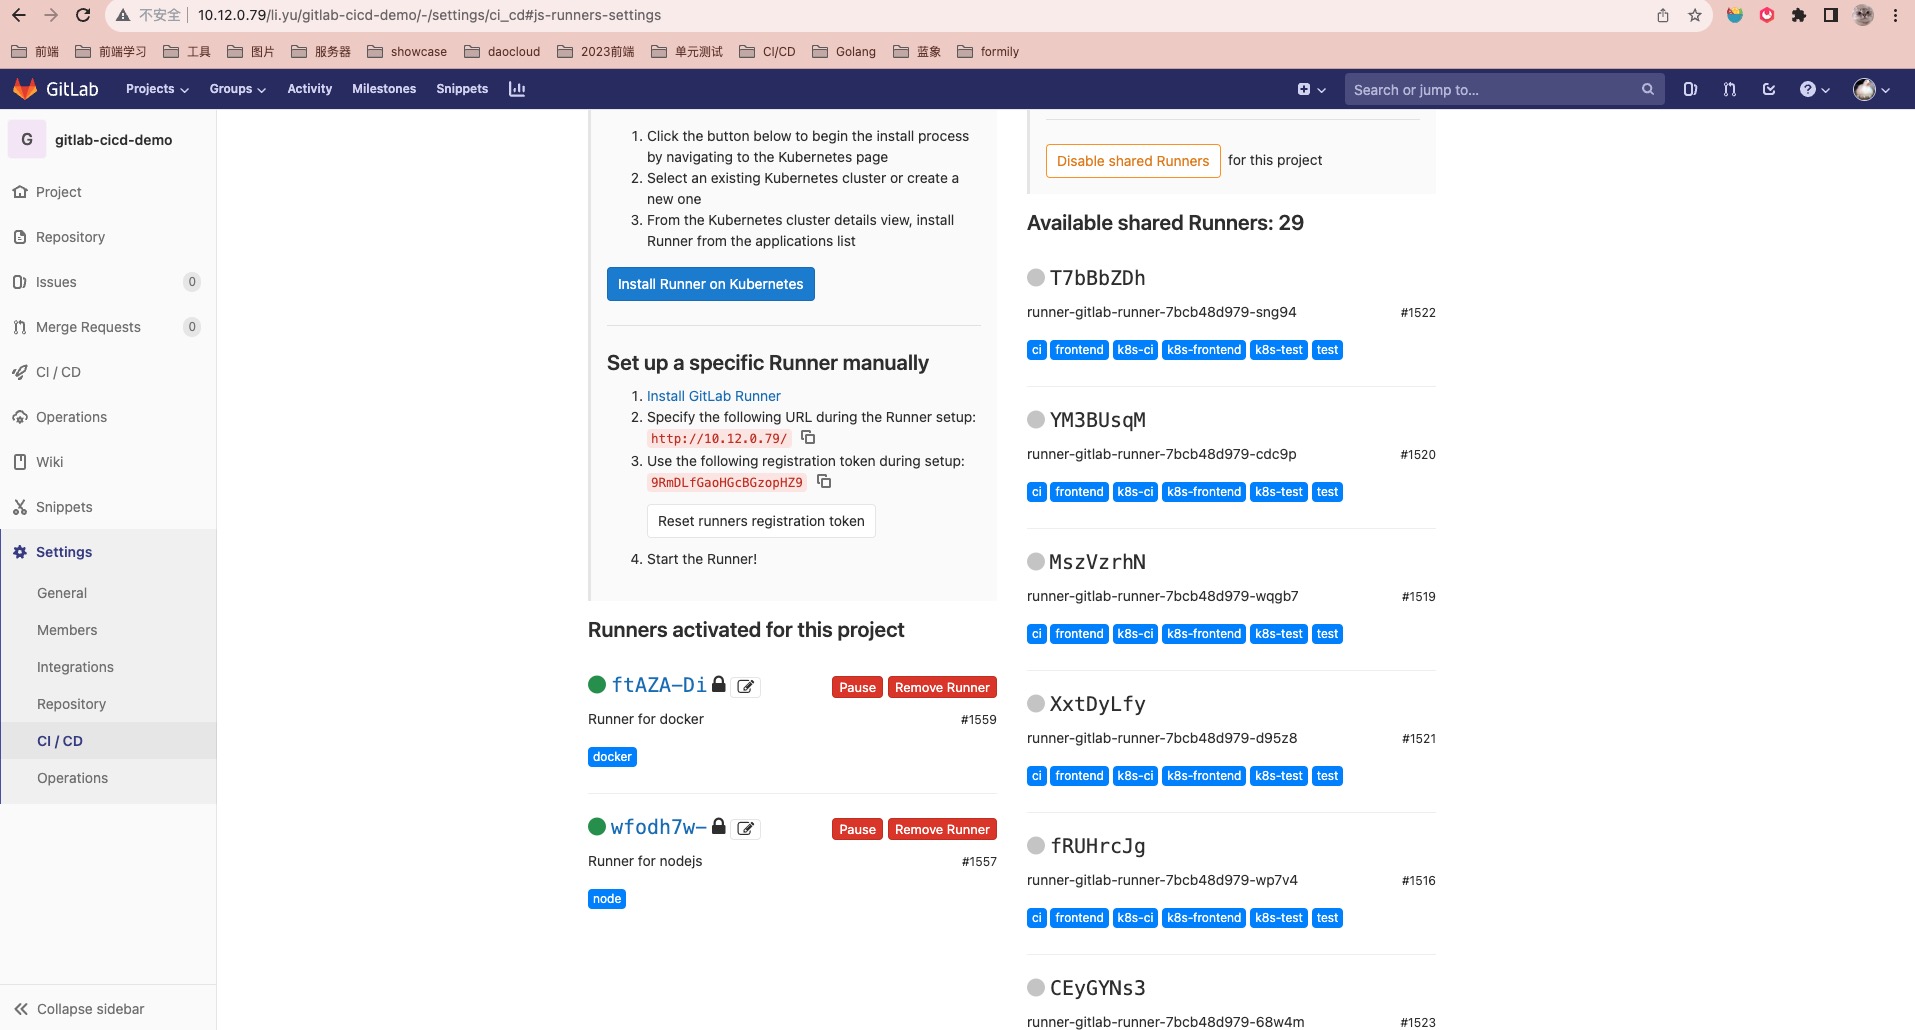 不安全 10.12.0.79/li.yu/gitlab-cicd-demo/-/settings/ci_cd#js-runners-settings
前端 前端学习 工具 图片 服务器 showcase daocloud 2023前端 单元测试 CI/CD Golang 蓝象 formily
GitLab Projects Groups Activity Milestones Snippets Search or jump to...
G gitlab-cicd-demo
Project
Repository
Issues 0
Merge Requests 0
CI / CD
Operations
Wiki
Snippets
Settings
General
Members
Integrations
Repository
CI / CD
Operations
Collapse sidebar
1. Click the button below to begin the install process
by navigating to the Kubernetes page
2. Select an existing Kubernetes cluster or create a
new one
3. From the Kubernetes cluster details view, install
Runner from the applications list
Install Runner on Kubernetes
Set up a specific Runner manually
1. Install GitLab Runner
2. Specify the following URL during the Runner setup:
http://10.12.0.79/
3. Use the following registration token during setup:
9RmDLfGaoHGcBGzopHZ9
Reset runners registration token
4. Start the Runner!
Runners activated for this project
ftAZA-Di Pause Remove Runner
Runner for docker #1559
docker
wfodh7w- Pause Remove Runner
Runner for nodejs #1557
node
Disable shared Runners for this project
Available shared Runners: 29
T7bBbZDh
runner-gitlab-runner-7bcb48d979-sng94 #1522
ci frontend k8s-ci k8s-frontend k8s-test test
YM3BUsqM
runner-gitlab-runner-7bcb48d979-cdc9p #1520
ci frontend k8s-ci k8s-frontend k8s-test test
MszVzrhN
runner-gitlab-runner-7bcb48d979-wqgb7 #1519
ci frontend k8s-ci k8s-frontend k8s-test test
XxtDyLfy
runner-gitlab-runner-7bcb48d979-d95z8 #1521
ci frontend k8s-ci k8s-frontend k8s-test test
fRUHrcJg
runner-gitlab-runner-7bcb48d979-wp7v4 #1516
ci frontend k8s-ci k8s-frontend k8s-test test
CEyGYNs3
runner-gitlab-runner-7bcb48d979-68w4m #1523